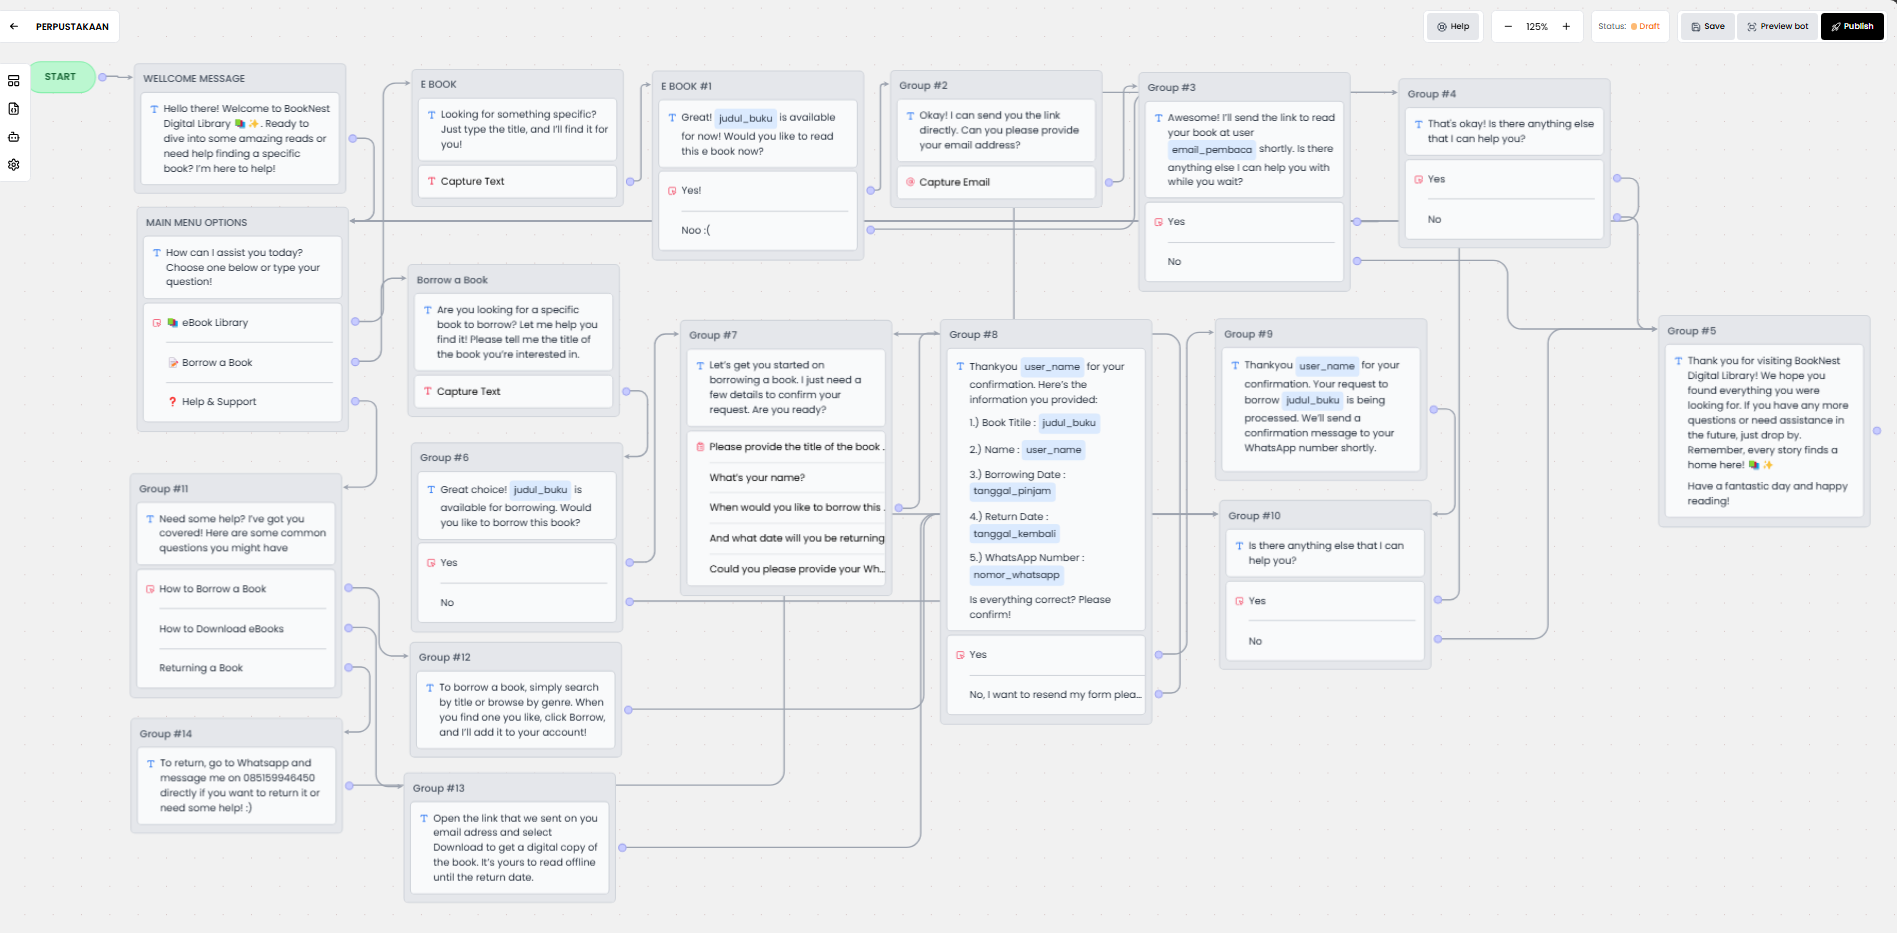 PERPUSTAKAAN
Help
125%
Status: Draft
Save
Preview bot
Publish
START
WELLCOME MESSAGE
Hello there! Welcome to BookNest
Digital Library 📚 ✨. Ready to
dive into some amazing reads or
need help finding a specific
book? I'm here to help!
MAIN MENU OPTIONS
How can I assist you today?
Choose one below or type your
question!
📚 eBook Library
📝 Borrow a Book
❓ Help & Support
E BOOK
Looking for something specific?
Just type the title, and I'll find it for
you!
Capture Text
E BOOK #1
Great! judul_buku is available
for now! Would you like to read
this e book now?
Yes!
Noo :(
Group #2
Okay! I can send you the link
directly. Can you please provide
your email address?
Capture Email
Group #3
Awesome! I'll send the link to read
your book at user
email_pembaca shortly. Is there
anything else I can help you with
while you wait?
Yes
No
Group #4
That's okay! Is there anything else
that I can help you?
Yes
No
Borrow a Book
Are you looking for a specific
book to borrow? Let me help you
find it! Please tell me the title of
the book you're interested in.
Capture Text
Group #6
Great choice! judul_buku is
available for borrowing. Would
you like to borrow this book?
Yes
No
Group #7
Let's get you started on
borrowing a book. I just need a
few details to confirm your
request. Are you ready?
Please provide the title of the book .
What's your name?
When would you like to borrow this .
And what date will you be returning
Could you please provide your Wh...
Group #8
Thankyou user_name for your
confirmation. Here's the
information you provided:
1.) Book Titile : judul_buku
2.) Name : user_name
3.) Borrowing Date :
tanggal_pinjam
4.) Return Date :
tanggal_kembali
5.) WhatsApp Number :
nomor_whatsapp
Is everything correct? Please
confirm!
Yes
No, I want to resend my form plea...
Group #9
Thankyou user_name for your
confirmation. Your request to
borrow judul_buku is being
processed. We'll send a
confirmation message to your
WhatsApp number shortly.
Group #10
Is there anything else that I can
help you?
Yes
No
Group #5
Thank you for visiting BookNest
Digital Library! We hope you
found everything you were
looking for. If you have any more
questions or need assistance in
the future, just drop by.
Remember, every story finds a
home here! 📚 ✨
Have a fantastic day and happy
reading!
Group #11
Need some help? I've got you
covered! Here are some common
questions you might have
How to Borrow a Book
How to Download eBooks
Returning a Book
Group #12
To borrow a book, simply search
by title or browse by genre. When
you find one you like, click Borrow,
and I'll add it to your account!
Group #14
To return, go to Whatsapp and
message me on 085159946450
directly if you want to return it or
need some help! :)
Group #13
Open the link that we sent on you
email adress and select
Download to get a digital copy of
the book. It's yours to read offline
until the return date.